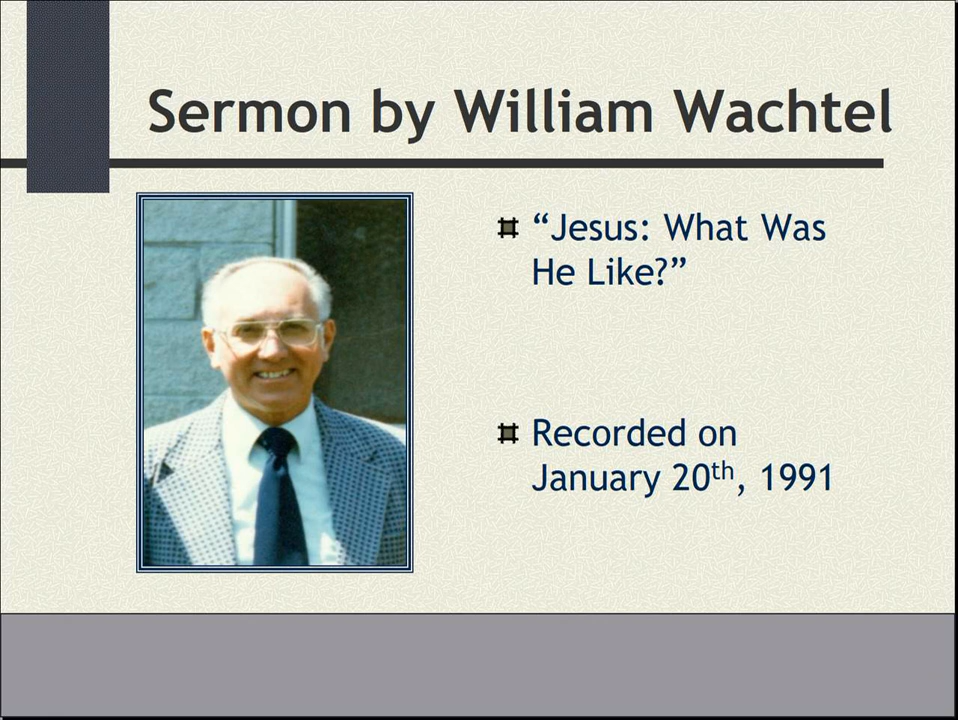 Sermon by William Wachtel
“Jesus: What Was
He Like?”
Recorded on
January 20th, 1991